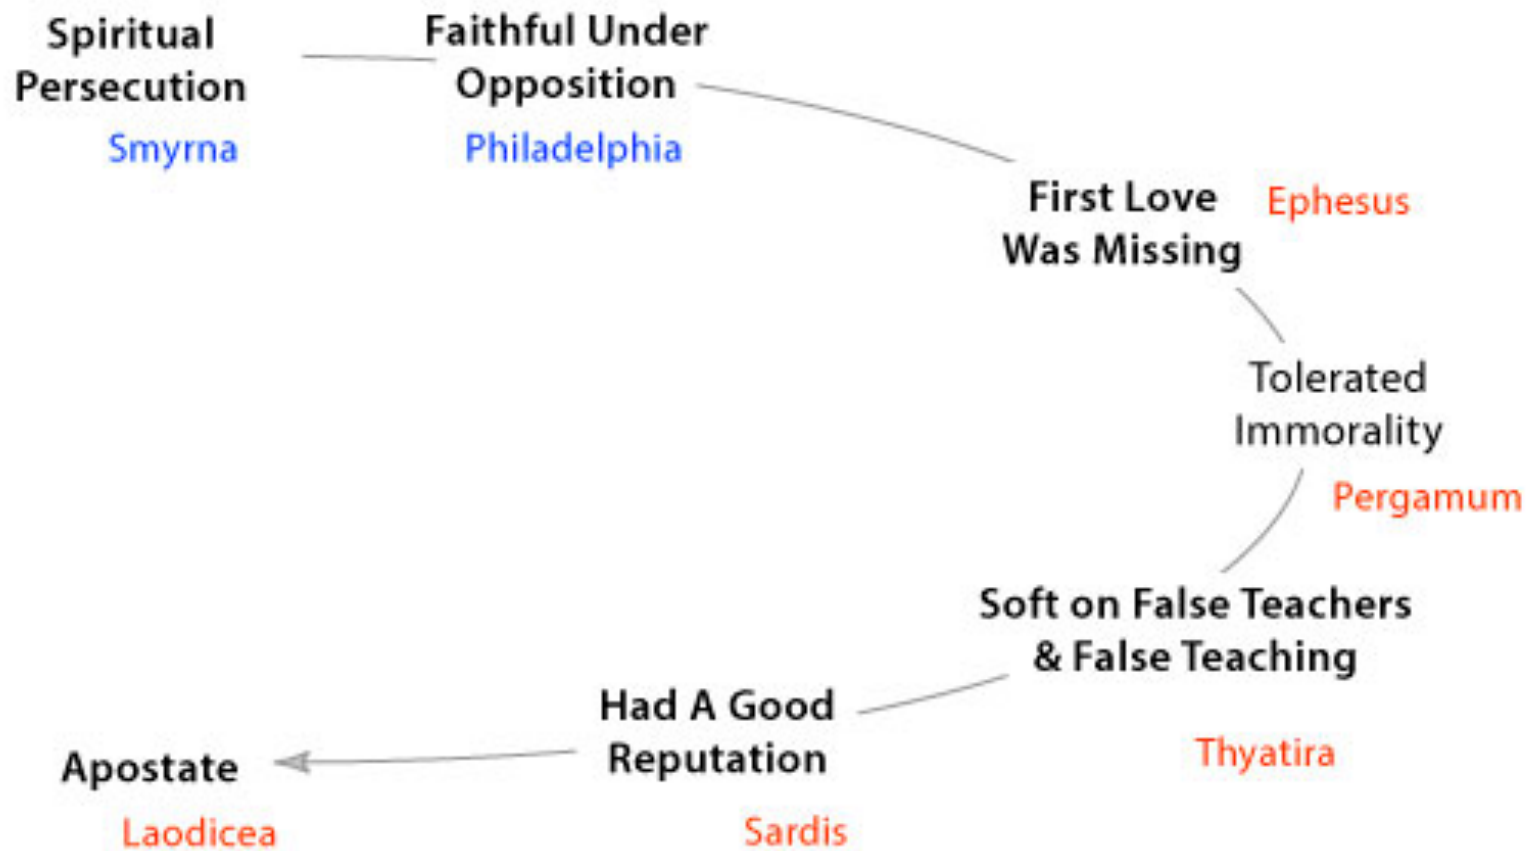 Spiritual
Persecution
Smyrna
Faithful Under
Opposition
Philadelphia
First Love
Was Missing
Ephesus
Tolerated
Immorality
Pergamum
Soft on False Teachers
& False Teaching
Thyatira
Had A Good
Reputation
Sardis
Apostate
Laodicea